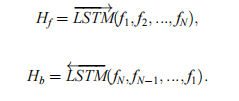 H_f = \overrightarrow{LSTM}(f_1, f_2, ..., f_N),
H_b = \overleftarrow{LSTM}(f_N, f_{N-1}, ..., f_1).